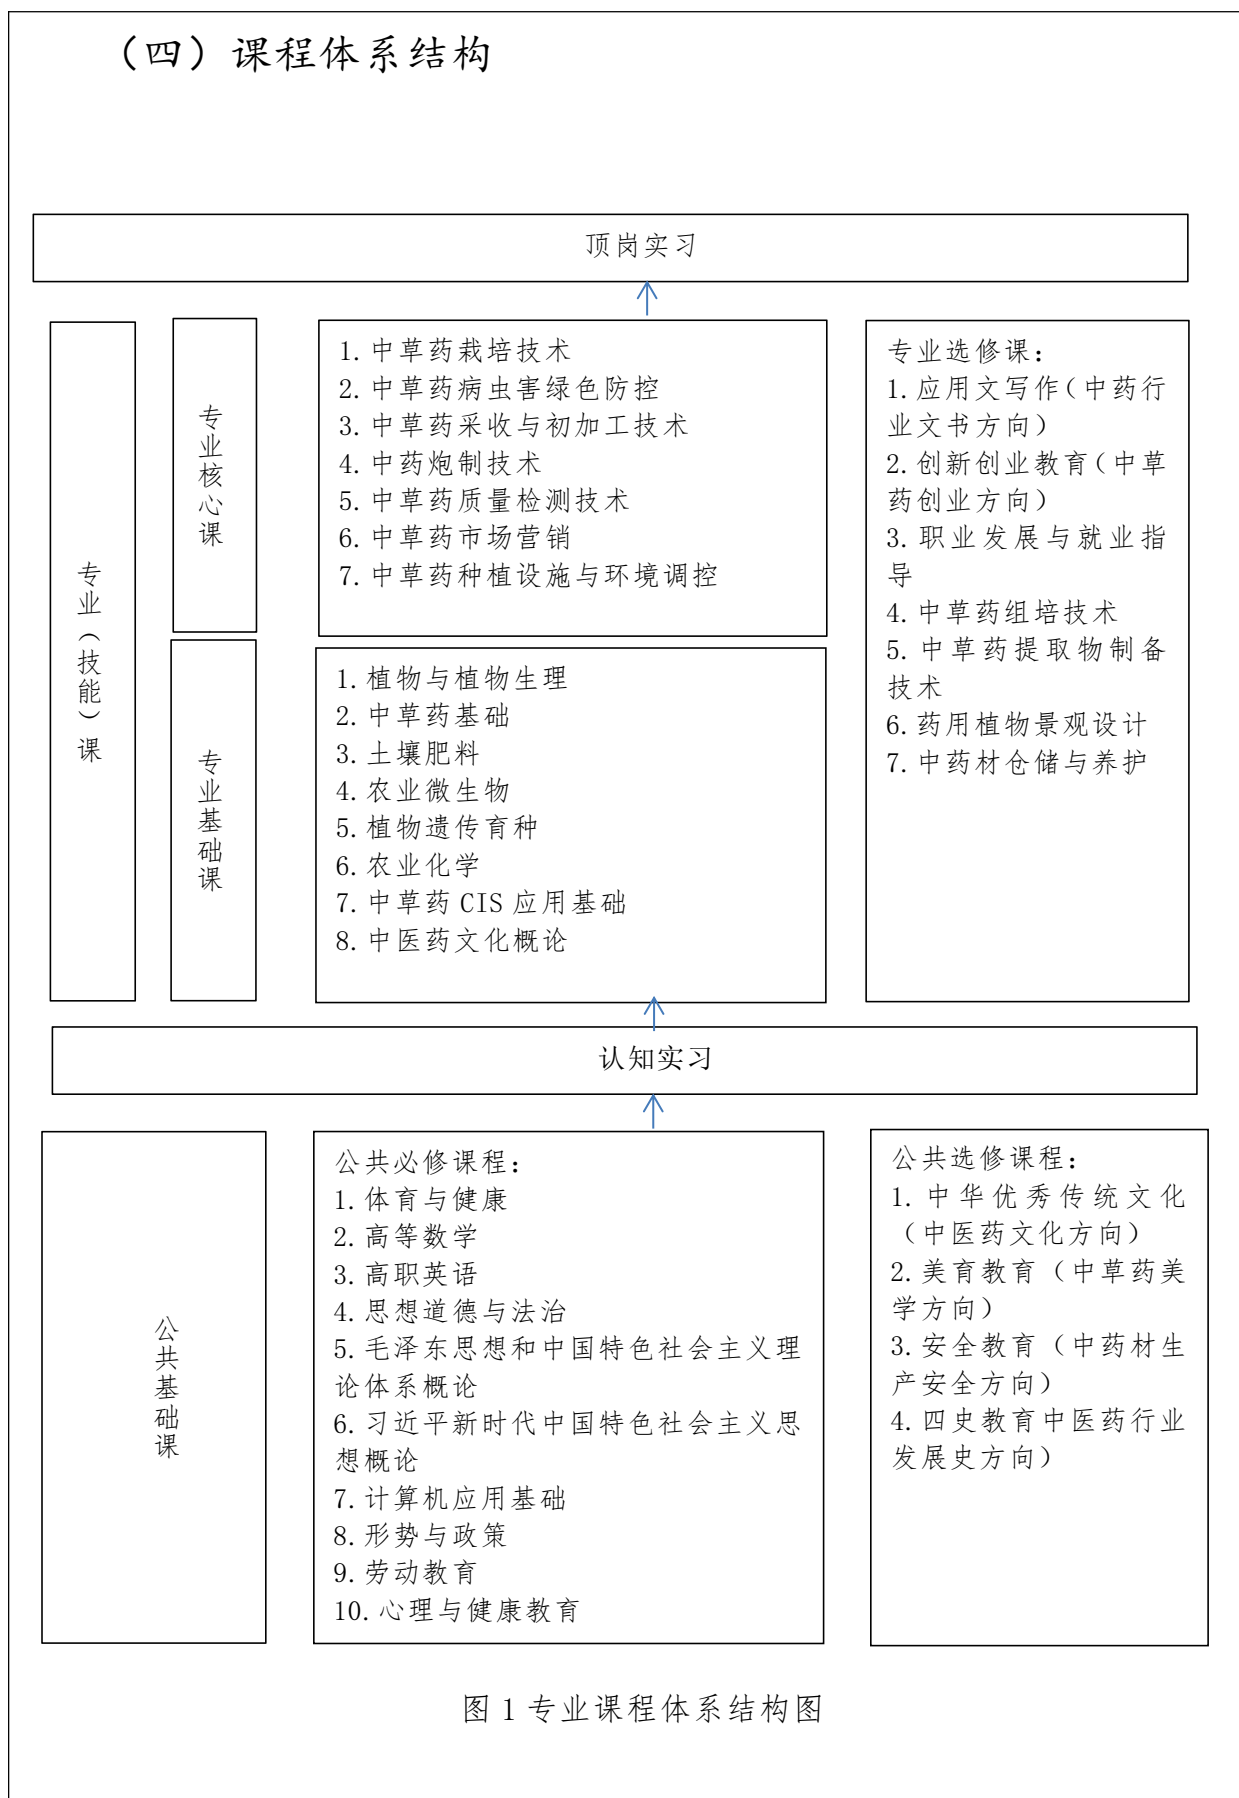 （四）课程体系结构
顶岗实习
专业（技能）课
专业核心课
1.中草药栽培技术
2.中草药病虫害绿色防控
3.中草药采收与初加工技术
4.中药炮制技术
5.中草药质量检测技术
6.中草药市场营销
7.中草药种植设施与环境调控
专业基础课
1.植物与植物生理
2.中草药基础
3.土壤肥料
4.农业微生物
5.植物遗传育种
6.农业化学
7.中草药 CIS 应用基础
8.中医药文化概论
专业选修课：
1.应用文写作（中药行
业文书方向）
2.创新创业教育（中草
药创业方向）
3.职业发展与就业指
导
4.中草药组培技术
5.中草药提取物制备
技术
6.药用植物景观设计
7.中药材仓储与养护
认知实习
公共基础课
公共必修课程：
1.体育与健康
2.高等数学
3.高职英语
4.思想道德与法治
5.毛泽东思想和中国特色社会主义理
论体系概论
6.习近平新时代中国特色社会主义思
想概论
7.计算机应用基础
8.形势与政策
9.劳动教育
10.心理与健康教育
公共选修课程：
1.中华优秀传统文化
（中医药文化方向）
2.美育教育（中草药美
学方向）
3.安全教育（中药材生
产安全方向）
4.四史教育中医药行业
发展史方向）
图 1 专业课程体系结构图